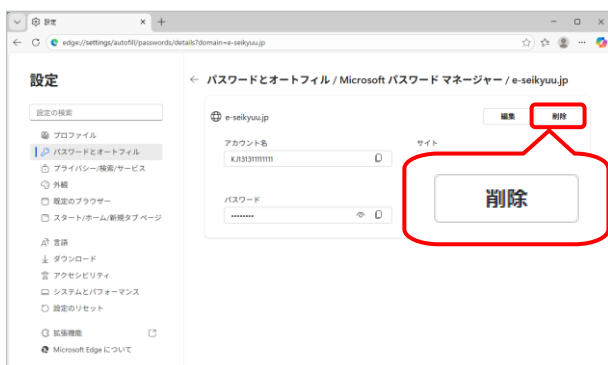 設定
edge://settings/autofill/passwords/details?domain=e-seikyuu.jp
設定
← パスワードとオートフィル / Microsoft パスワード マネージャー / e-seikyuu.jp
設定の検索
プロファイル
パスワードとオートフィル
プライバシー/検索/サービス
外観
既定のブラウザー
スタート/ホーム/新規タブ ページ
言語
ダウンロード
アクセシビリティ
システムとパフォーマンス
設定のリセット
拡張機能
Microsoft Edge について
e-seikyuu.jp
編集
削除
アカウント名
サイト
パスワード
••••••••
削除